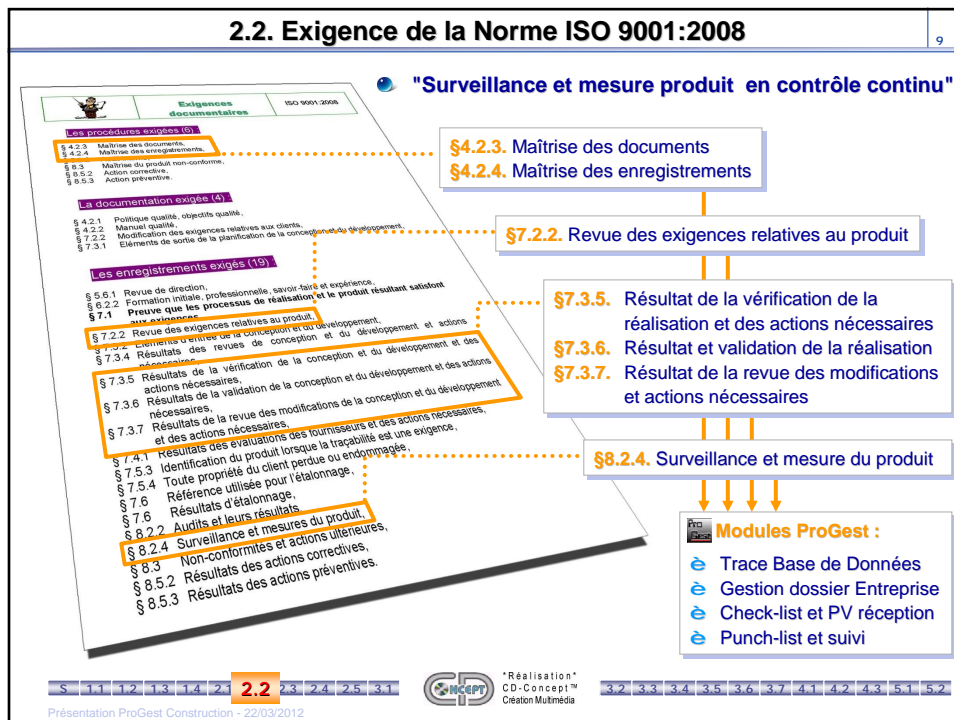 2.2. Exigence de la Norme ISO 9001:2008
9
"Surveillance et mesure produit en contrôle continu"
Exigences
documentaires
ISO 9001:2008
Les procédures exigées (6) :
§ 4.2.3 Maîtrise des documents,
§ 4.2.4 Maîtrise des enregistrements,
§ 8.3 Maîtrise du produit non-conforme,
§ 8.5.2 Action corrective,
§ 8.5.3 Action préventive.
La documentation exigée (4) :
§ 4.2.1 Politique qualité, objectifs qualité,
§ 4.2.2 Manuel qualité,
§ 7.2.2 Modification des exigences relatives aux clients,
§ 7.3.1 Eléments de sortie de la planification de la conception et du développement,
Les enregistrements exigés (19) :
§ 5.6.1 Revue de direction,
§ 6.2.2 Formation initiale, professionnelle, savoir-faire et expérience,
§ 7.1 Preuve que les processus de réalisation et le produit résultant satisfont
aux exigences
§ 7.2.2 Revue des exigences relatives au produit,
§ 7.3.2 Eléments d'entrée de la conception et du développement,
§ 7.3.4 Résultats des revues de conception et du développement et actions
nécessaires,
§ 7.3.5 Résultats de la vérification de la conception et du développement et des
actions nécessaires,
§ 7.3.6 Résultats de la validation de la conception et du développement et des actions
nécessaires,
§ 7.3.7 Résultats de la revue des modifications de la conception et du développement
et des actions nécessaires,
§ 7.4.1 Résultats des évaluations des fournisseurs et des actions nécessaires,
§ 7.5.3 Identification du produit lorsque la traçabilité est une exigence,
§ 7.5.4 Toute propriété du client perdue ou endommagée,
§ 7.6 Référence utilisée pour l'étalonnage,
§ 7.6 Résultats d'étalonnage,
§ 8.2.2 Audits et leurs résultats,
§ 8.2.4 Surveillance et mesures du produit,
§ 8.3 Non-conformités et actions ultérieures,
§ 8.5.2 Résultats des actions correctives,
§ 8.5.3 Résultats des actions préventives.
§4.2.3. Maîtrise des documents
§4.2.4. Maîtrise des enregistrements
§7.2.2. Revue des exigences relatives au produit
§7.3.5. Résultat de la vérification de la
réalisation et des actions nécessaires
§7.3.6. Résultat et validation de la réalisation
§7.3.7. Résultat de la revue des modifications
et actions nécessaires
§8.2.4. Surveillance et mesure du produit
Pro
Gest
Modules ProGest :
è Trace Base de Données
è Gestion dossier Entreprise
è Check-list et PV réception
è Punch-list et suivi
S 1.1 1.2 1.3 1.4 2.1 2.2 2.3 2.4 2.5 3.1
CD CONCEPT
*Réalisation*
CD-Concept™
Création Multimédia
3.2 3.3 3.4 3.5 3.6 3.7 4.1 4.2 4.3 5.1 5.2
Présentation ProGest Construction - 22/03/2012